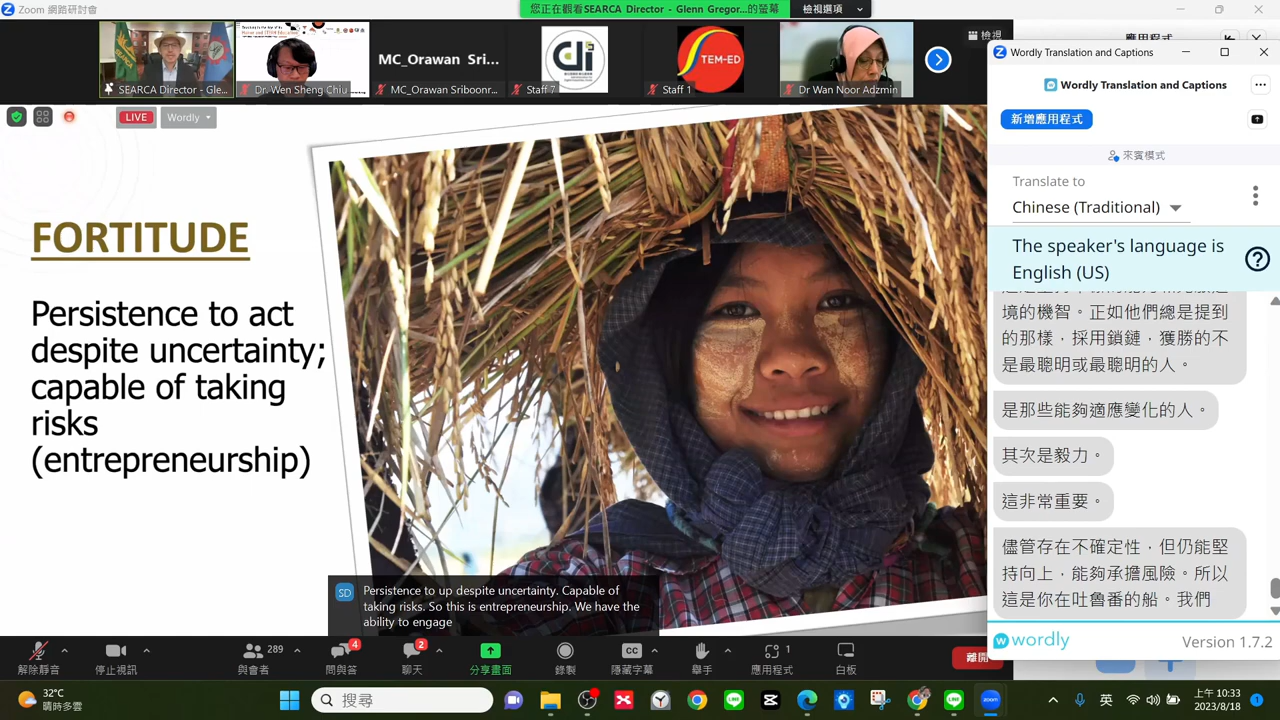 Zoom 網路研討會
您正在觀看SEARCA Director - Glenn Gregor...的螢幕
檢視選項
檢視
應用程式
SEARCA Director - Gle...
Dr. Wen Sheng Chiu
MC_Orawan Sri...
MC_Orawan Sriboonr...
Staff 7
TEM-ED
Staff 1
Dr Wan Noor Adzmin
LIVE
Wordly
FORTITUDE
Persistence to act
despite uncertainty;
capable of taking
risks
(entrepreneurship)
SD
Persistence to up despite uncertainty. Capable of
taking risks. So this is entrepreneurship. We have the
ability to engage
Wordly Translation and Captions
Wordly Translation and Captions
新增應用程式
來賓模式
Translate to
Chinese (Traditional)
The speaker's language is
English (US)
境的機智。正如他們總是提到
的那樣，採用鎖鏈，獲勝的不
是最聰明或最聰明的人。
是那些能夠適應變化的人。
其次是毅力。
這非常重要。
儘管存在不確定性，但仍能堅
持向上，能夠承擔風險，所以
這是你在吐魯番的船。我們
wordly
Version 1.7.2
解除靜音
停止視訊
289
與會者
4
問與答
2
聊天
分享畫面
錄製
CC
隱藏字幕
舉手
1
應用程式
白板
離開
32°C
晴時多雲
搜尋
英
上午 10:33
2023/8/18